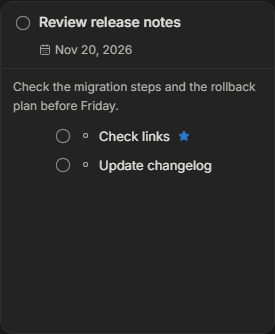 Review release notes
Nov 20, 2026
Check the migration steps and the rollback
plan before Friday.
Check links
Update changelog